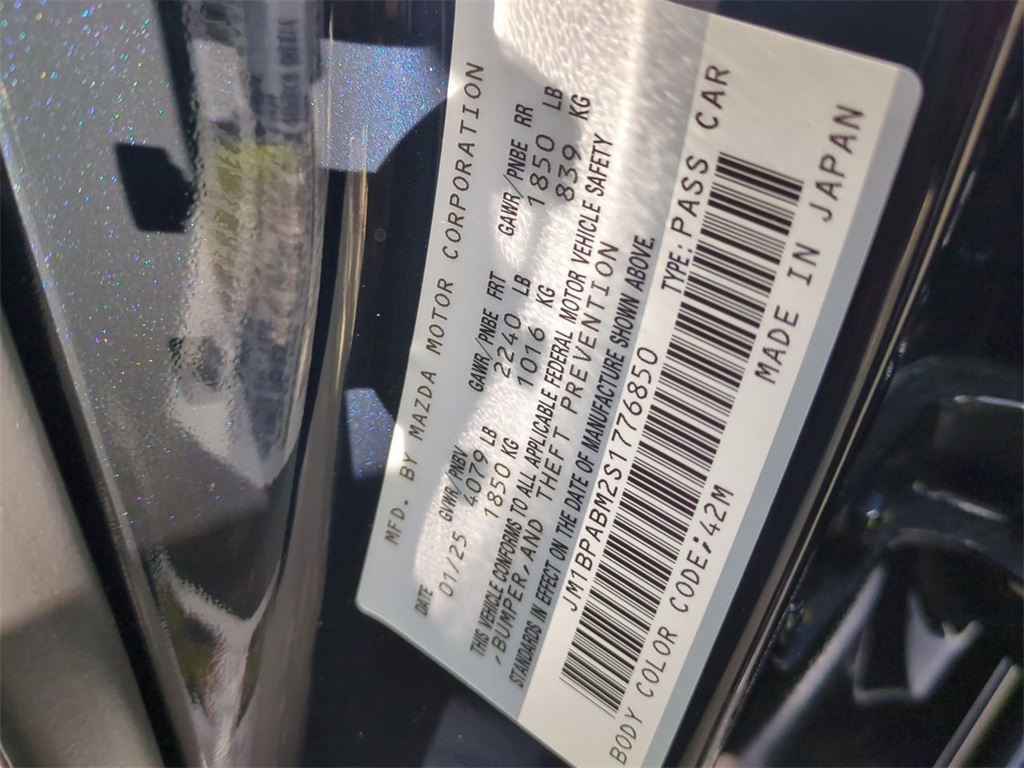 MFD. BY MAZDA MOTOR CORPORATION
DATE GWR/PNBV GAWR/PNBE FRT GAWR/PNBE RR
01/25 4079 LB 2240 LB 1850 LB
1850 KG 1016 KG 839 KG
THIS VEHICLE CONFORMS TO ALL APPLICABLE FEDERAL MOTOR VEHICLE SAFETY
,BUMPER,AND THEFT PREVENTION
STANDARDS IN EFFECT ON THE DATE OF MANUFACTURE SHOWN ABOVE.
JM1BPABM2S1776850 TYPE:PASS CAR
BODY COLOR CODE:42M MADE IN JAPAN